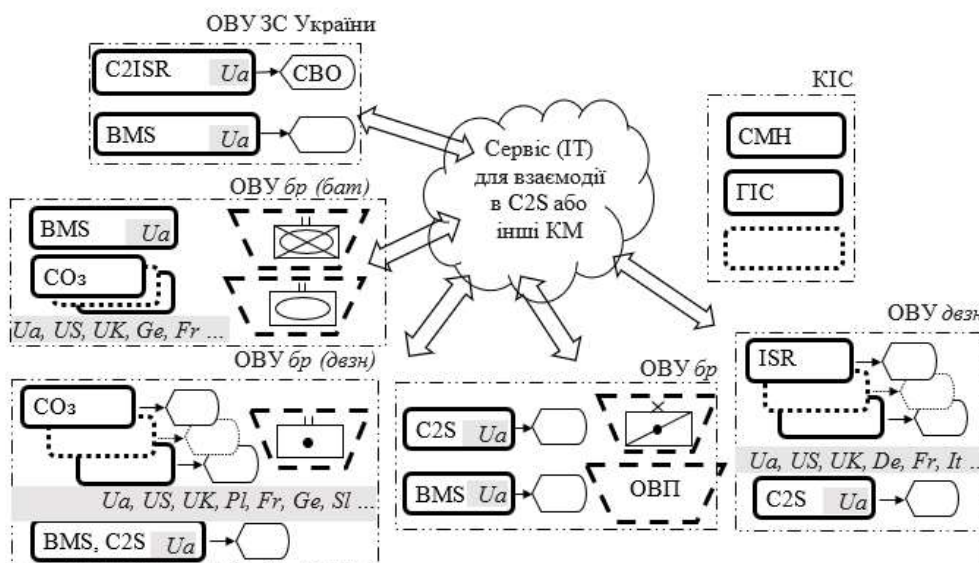 ОВУ ЗС України
C2ISR Ua
СВО
BMS Ua
ОВУ бр (бат)
BMS Ua
СОз
Ua, US, UK, Ge, Fr ...
Сервіс (ІТ)
для взаємодії
в C2S або
інші КМ
КІС
СМН
ГІС
ОВУ бр (двзн)
СОз
Ua, US, UK, Pl, Fr, Ge, Sl ...
BMS, C2S Ua
ОВУ бр
C2S Ua
BMS Ua
ОВП
ОВУ двзн
ISR
Ua, US, UK, De, Fr, It ...
C2S Ua